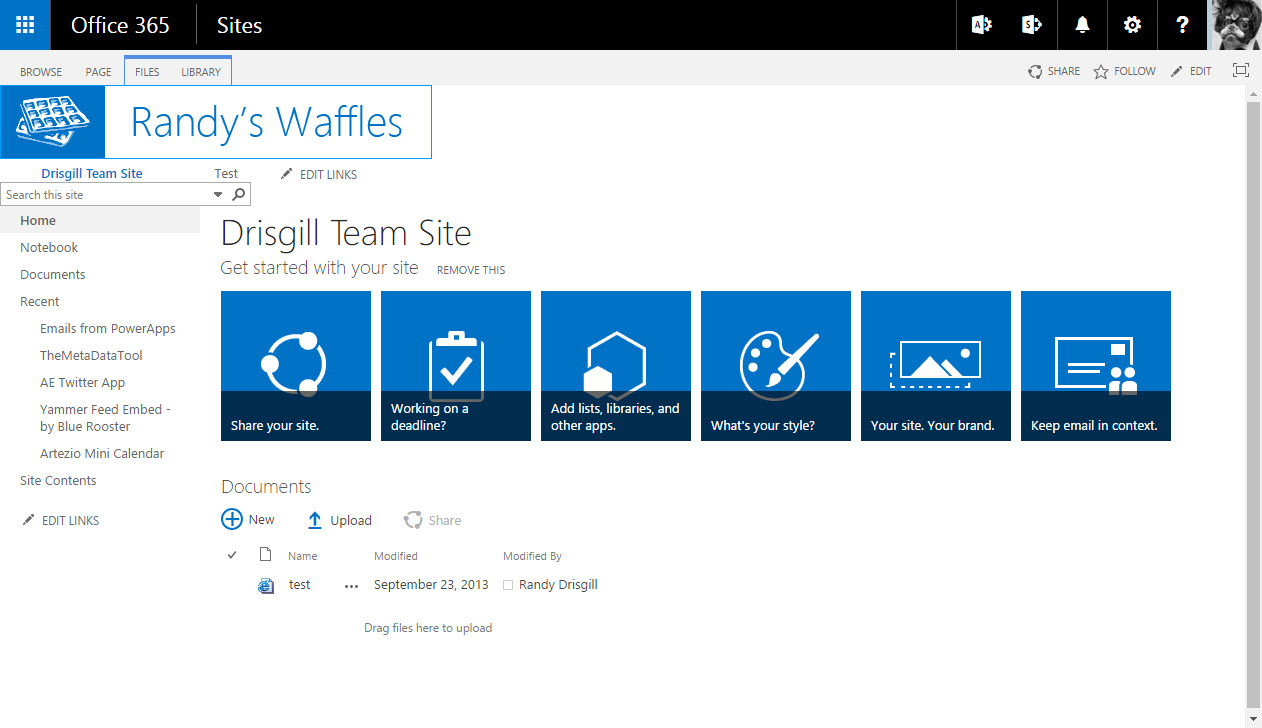 Office 365 Sites A S ?
BROWSE PAGE FILES LIBRARY SHARE FOLLOW EDIT
Randy’s Waffles
Drisgill Team Site Test EDIT LINKS
Search this site
Home
Notebook
Documents
Recent
Emails from PowerApps
TheMetaDataTool
AE Twitter App
Yammer Feed Embed -
by Blue Rooster
Artezio Mini Calendar
Site Contents
EDIT LINKS
Drisgill Team Site
Get started with your site REMOVE THIS
Share your site.
Working on a
deadline?
Add lists, libraries, and
other apps.
What's your style?
Your site. Your brand.
Keep email in context.
Documents
New Upload Share
Name Modified Modified By
test ... September 23, 2013 Randy Drisgill
Drag files here to upload